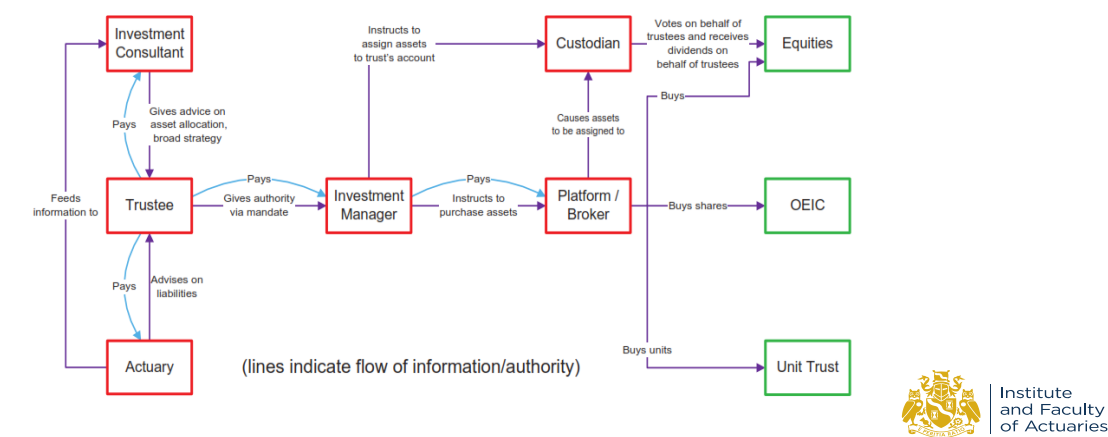 Investment
Consultant
Instructs to
assign assets
to trust's account
Custodian
Votes on behalf of
trustees and receives
dividends on
behalf of trustees
Equities
Pays
Gives advice on
asset allocation,
broad strategy
Buys
Causes assets
to be assigned to
Feeds
information to
Trustee
Pays
Gives authority
via mandate
Investment
Manager
Pays
Instructs to
purchase assets
Platform /
Broker
Buys shares
OEIC
Pays
Advises on
liabilities
Actuary
(lines indicate flow of information/authority)
Buys units
Unit Trust
Institute
and Faculty
of Actuaries